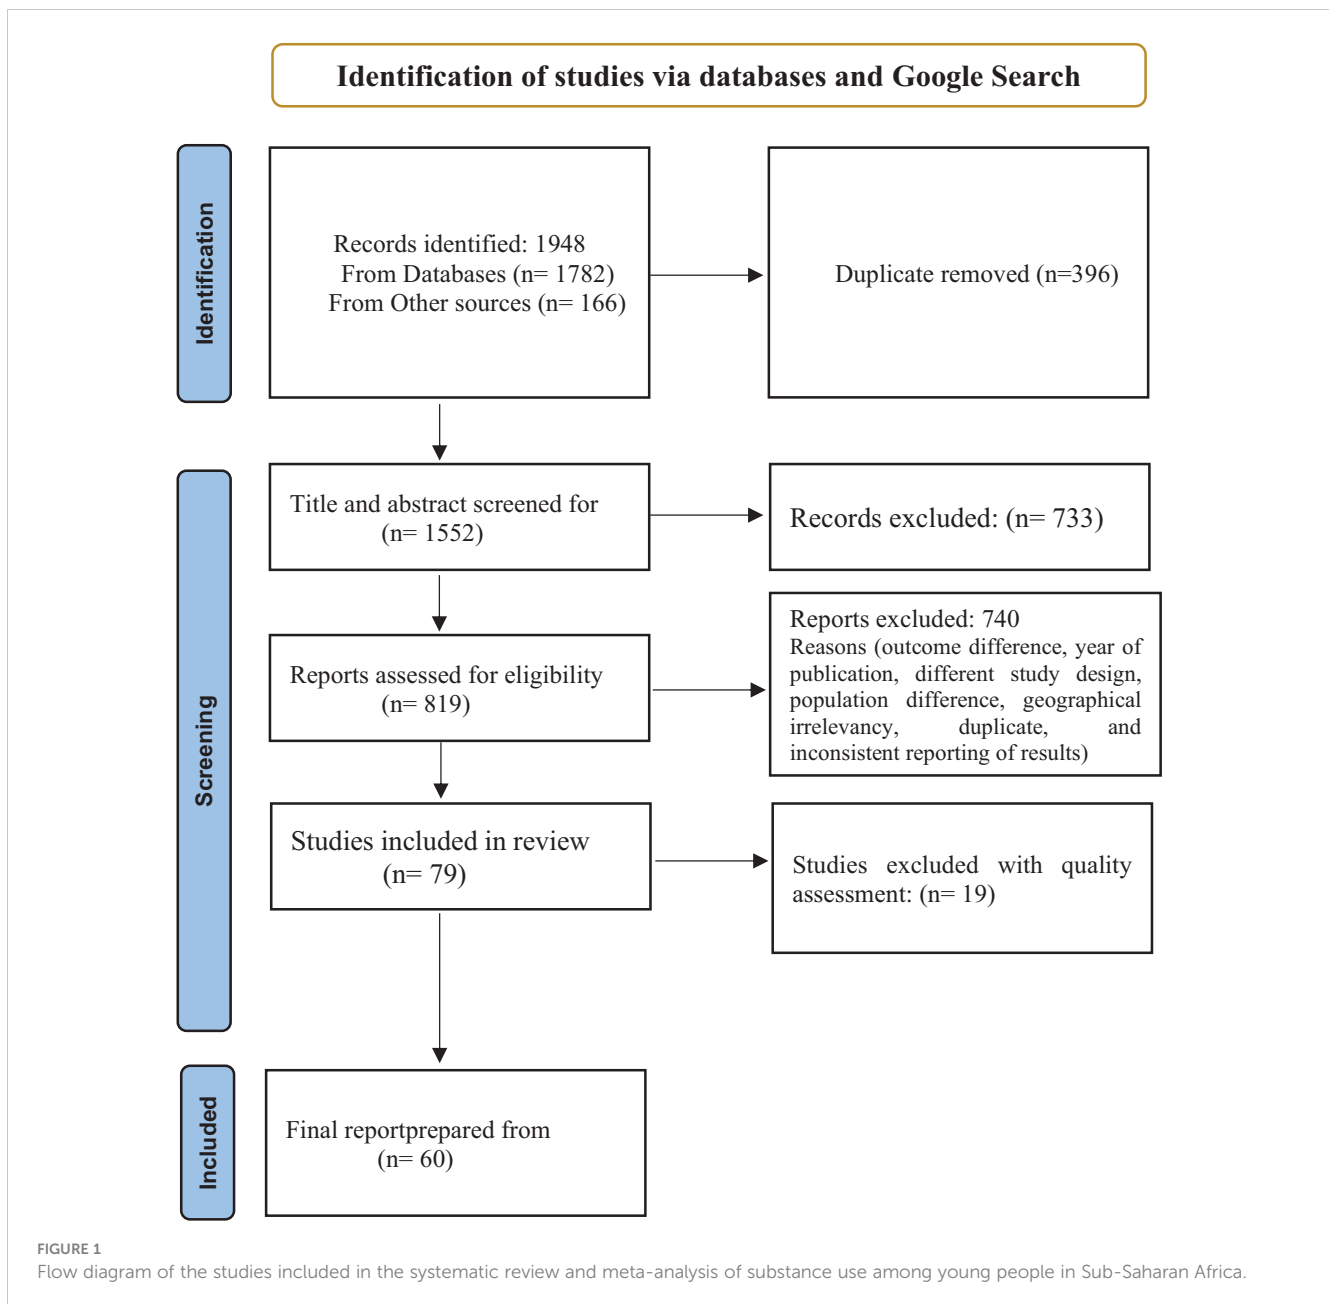 Identification of studies via databases and Google Search
Identification
Records identified: 1948
From Databases (n= 1782)
From Other sources (n= 166)
Duplicate removed (n=396)
Screening
Title and abstract screened for
(n= 1552)
Records excluded: (n= 733)
Reports assessed for eligibility
(n= 819)
Reports excluded: 740
Reasons (outcome difference, year of
publication, different study design,
population difference, geographical
irrelevancy, duplicate, and
inconsistent reporting of results)
Studies included in review
(n= 79)
Studies excluded with quality
assessment: (n= 19)
Included
Final reportprepared from
(n= 60)
FIGURE 1
Flow diagram of the studies included in the systematic review and meta-analysis of substance use among young people in Sub-Saharan Africa.